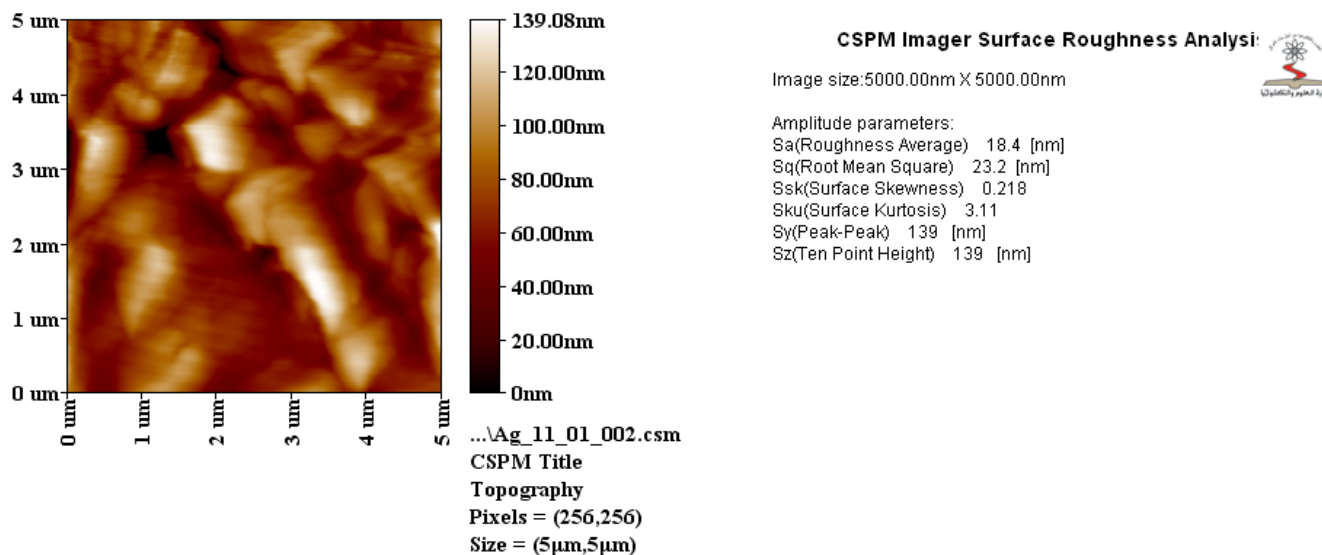 5 um
4 um
3 um
2 um
1 um
0 um
0 um
1 um
2 um
3 um
4 um
5 um
139.08nm
120.00nm
100.00nm
80.00nm
60.00nm
40.00nm
20.00nm
0nm
...\Ag_11_01_002.csm
CSPM Title
Topography
Pixels = (256,256)
Size = (5µm,5µm)
CSPM Imager Surface Roughness Analysi
Image size:5000.00nm X 5000.00nm
Amplitude parameters:
Sa(Roughness Average) 18.4 [nm]
Sq(Root Mean Square) 23.2 [nm]
Ssk(Surface Skewness) 0.218
Sku(Surface Kurtosis) 3.11
Sy(Peak-Peak) 139 [nm]
Sz(Ten Point Height) 139 [nm]